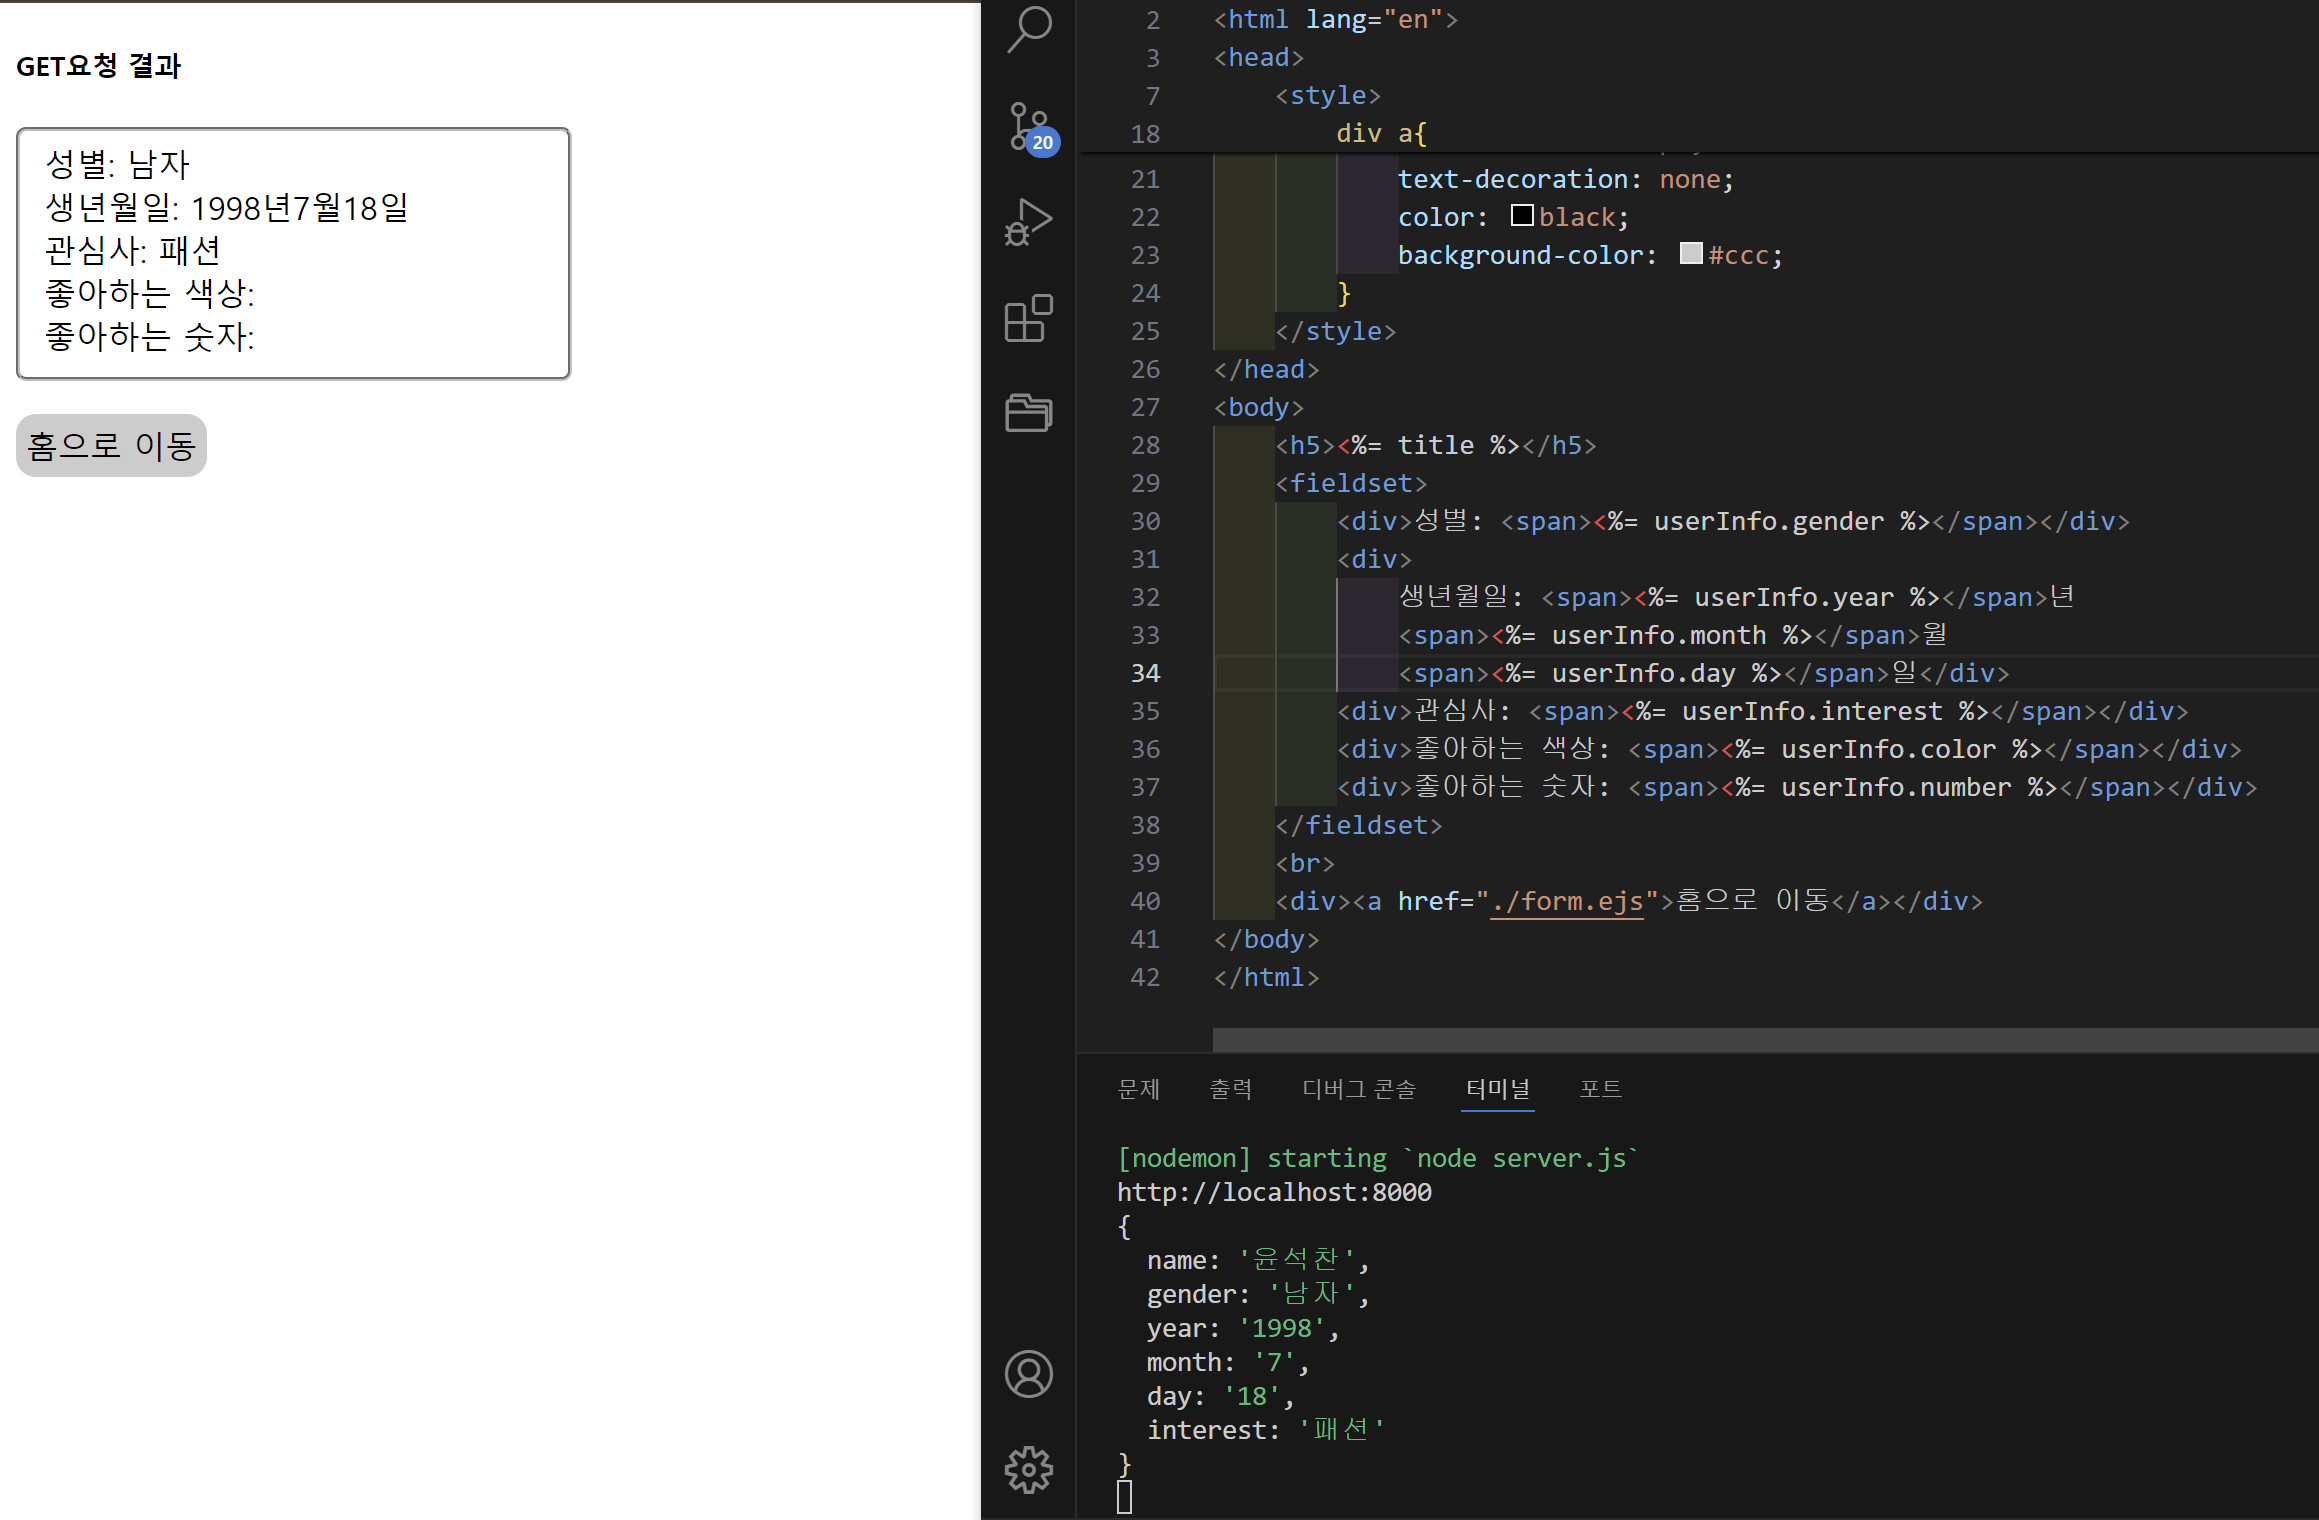 GET요청 결과
성별: 남자
생년월일: 1998년7월18일
관심사: 패션
좋아하는 색상:
좋아하는 숫자:
홈으로 이동
20
2 <html lang="en">
3 <head>
7 <style>
18 div a{
21 text-decoration: none;
22 color: black;
23 background-color: #ccc;
24 }
25 </style>
26 </head>
27 <body>
28 <h5><%= title %></h5>
29 <fieldset>
30 <div>성별: <span><%= userInfo.gender %></span></div>
31 <div>
32 생년월일: <span><%= userInfo.year %></span>년
33 <span><%= userInfo.month %></span>월
34 <span><%= userInfo.day %></span>일</div>
35 <div>관심사: <span><%= userInfo.interest %></span></div>
36 <div>좋아하는 색상: <span><%= userInfo.color %></span></div>
37 <div>좋아하는 숫자: <span><%= userInfo.number %></span></div>
38 </fieldset>
39 <br>
40 <div><a href="./form.ejs">홈으로 이동</a></div>
41 </body>
42 </html>
문제 출력 디버그 콘솔 터미널 포트
[nodemon] starting `node server.js`
http://localhost:8000
{
name: '윤석찬',
gender: '남자',
year: '1998',
month: '7',
day: '18',
interest: '패션'
}